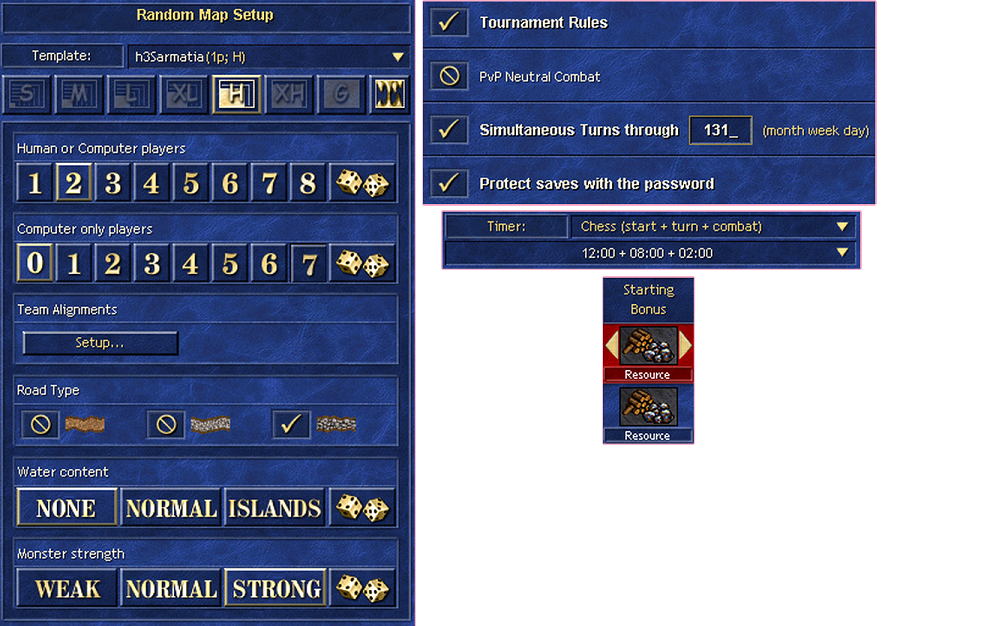 Random Map Setup
Template: h3Sarmatia (1p; H)
S M L XL H XH G
Human or Computer players
1 2 3 4 5 6 7 8
Computer only players
0 1 2 3 4 5 6 7
Team Alignments
Setup...
Road Type
Water content
NONE NORMAL ISLANDS
Monster strength
WEAK NORMAL STRONG
Tournament Rules
PvP Neutral Combat
Simultaneous Turns through 131_ (month week day)
Protect saves with the password
Timer: Chess (start + turn + combat)
12:00 + 08:00 + 02:00
Starting
Bonus
Resource
Resource